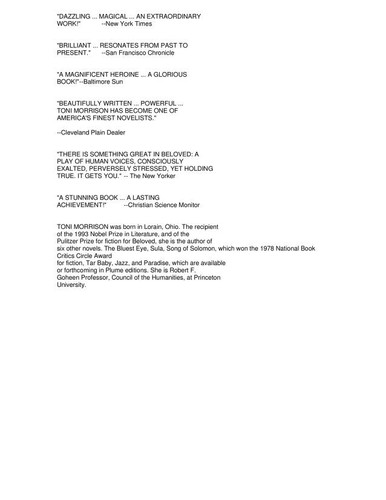 "DAZZLING ... MAGICAL ... AN EXTRAORDINARY
WORK!" --New York Times
"BRILLIANT ... RESONATES FROM PAST TO
PRESENT." --San Francisco Chronicle
"A MAGNIFICENT HEROINE ... A GLORIOUS
BOOK!"--Baltimore Sun
"BEAUTIFULLY WRITTEN ... POWERFUL ...
TONI MORRISON HAS BECOME ONE OF
AMERICA'S FINEST NOVELISTS."
--Cleveland Plain Dealer
"THERE IS SOMETHING GREAT IN BELOVED: A
PLAY OF HUMAN VOICES, CONSCIOUSLY
EXALTED, PERVERSELY STRESSED, YET HOLDING
TRUE. IT GETS YOU." -- The New Yorker
"A STUNNING BOOK ... A LASTING
ACHIEVEMENT!" --Christian Science Monitor
TONI MORRISON was born in Lorain, Ohio. The recipient
of the 1993 Nobel Prize in Literature, and of the
Pulitzer Prize for fiction for Beloved, she is the author of
six other novels. The Bluest Eye, Sula, Song of Solomon, which won the 1978 National Book
Critics Circle Award
for fiction, Tar Baby, Jazz, and Paradise, which are available
or forthcoming in Plume editions. She is Robert F.
Goheen Professor, Council of the Humanities, at Princeton
University.